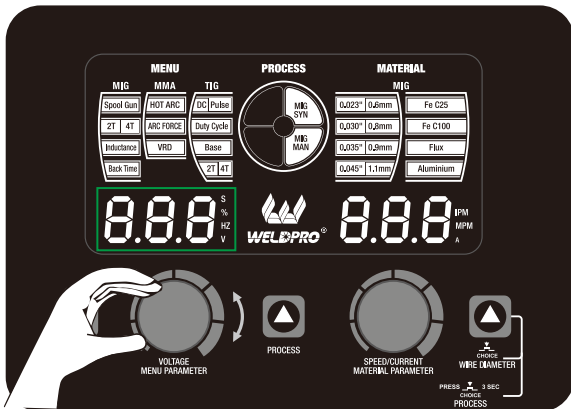 MENU PROCESS MATERIAL
MIG MMA TIG MIG
Spool Gun HOT ARC DC Pulse MIG SYN 0.023" 0.6mm Fe C25
2T 4T ARC FORCE Duty Cycle 0.030" 0.8mm Fe C100
Inductance VRD Base MIG MAN 0.035" 0.9mm Flux
Back Time 2T 4T 0.045" 1.1mm Aluminium
8.8.8 S % HZ V
WELDPRO®
8.8.8 IPM MPM A
VOLTAGE
MENU PARAMETER
PROCESS
SPEED/CURRENT
MATERIAL PARAMETER
CHOICE
WIRE DIAMETER
PRESS 3 SEC
CHOICE
PROCESS